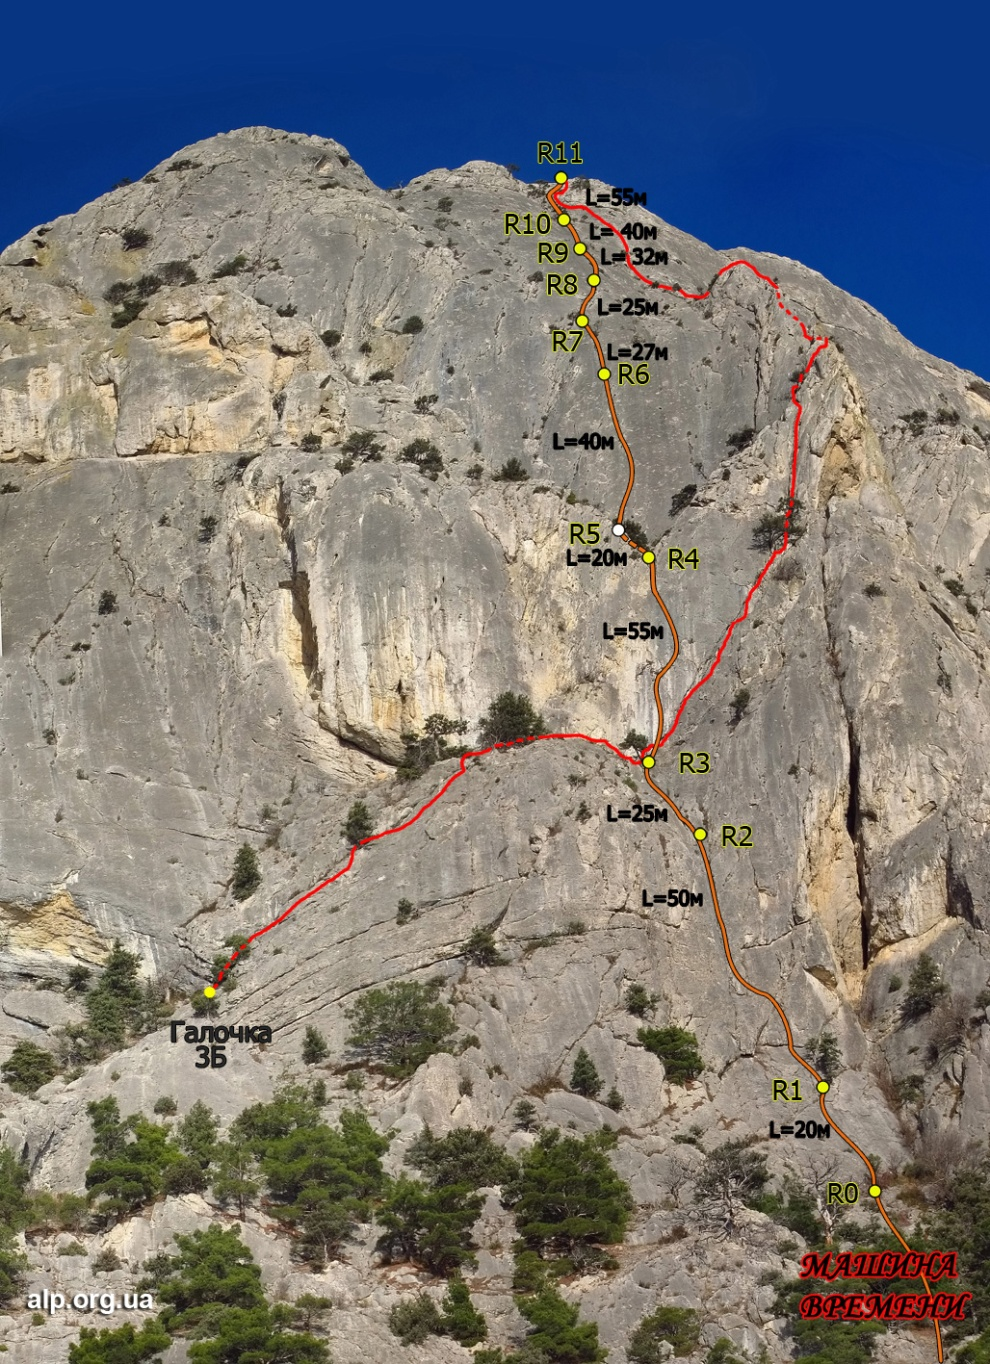 R11
L=55м
R10
L= 40м
R9
L= 32м
R8
L=25м
R7
L=27м
R6
L=40м
R5
L=20м
R4
L=55м
R3
L=25м
R2
L=50м
Галочка
3Б
R1
L=20м
R0
МАШИНА
ВРЕМЕНИ
alp.org.ua